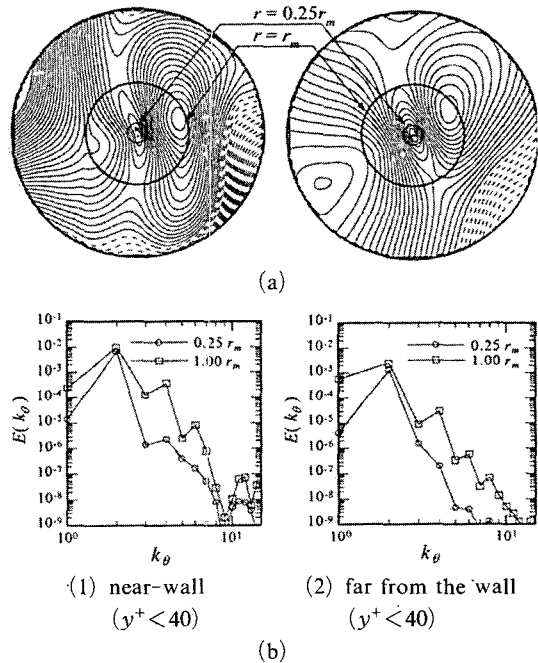 r = 0.25r_m
r = r_m
(a)
10^-1
10^-2
10^-3
10^-4
10^-5
10^-6
10^-7
10^-8
10^-9
E(k_θ)
0.25 r_m
1.00 r_m
10^0
10^1
k_θ
10^-1
10^-2
10^-3
10^-4
10^-5
10^-6
10^-7
10^-8
10^-9
E(k_θ)
0.25 r_m
1.00 r_m
10^0
10^1
k_θ
(1) near-wall
(y^+ < 40)
(2) far from the wall
(y^+ < 40)
(b)